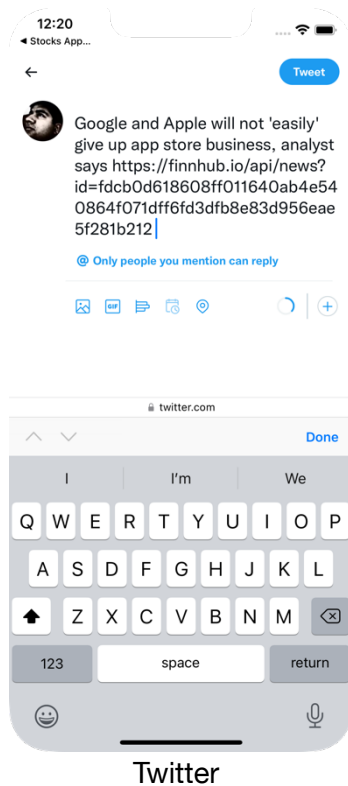 12:20
◀ Stocks App...
Tweet
Google and Apple will not 'easily'
give up app store business, analyst
says https://finnhub.io/api/news?
id=fdcb0d618608ff011640ab4e54
0864f071dff6fd3dfb8e83d956eae
5f281b212
@ Only people you mention can reply
GIF
twitter.com
Done
I I'm We
Q W E R T Y U I O P
A S D F G H J K L
Z X C V B N M
123 space return
Twitter